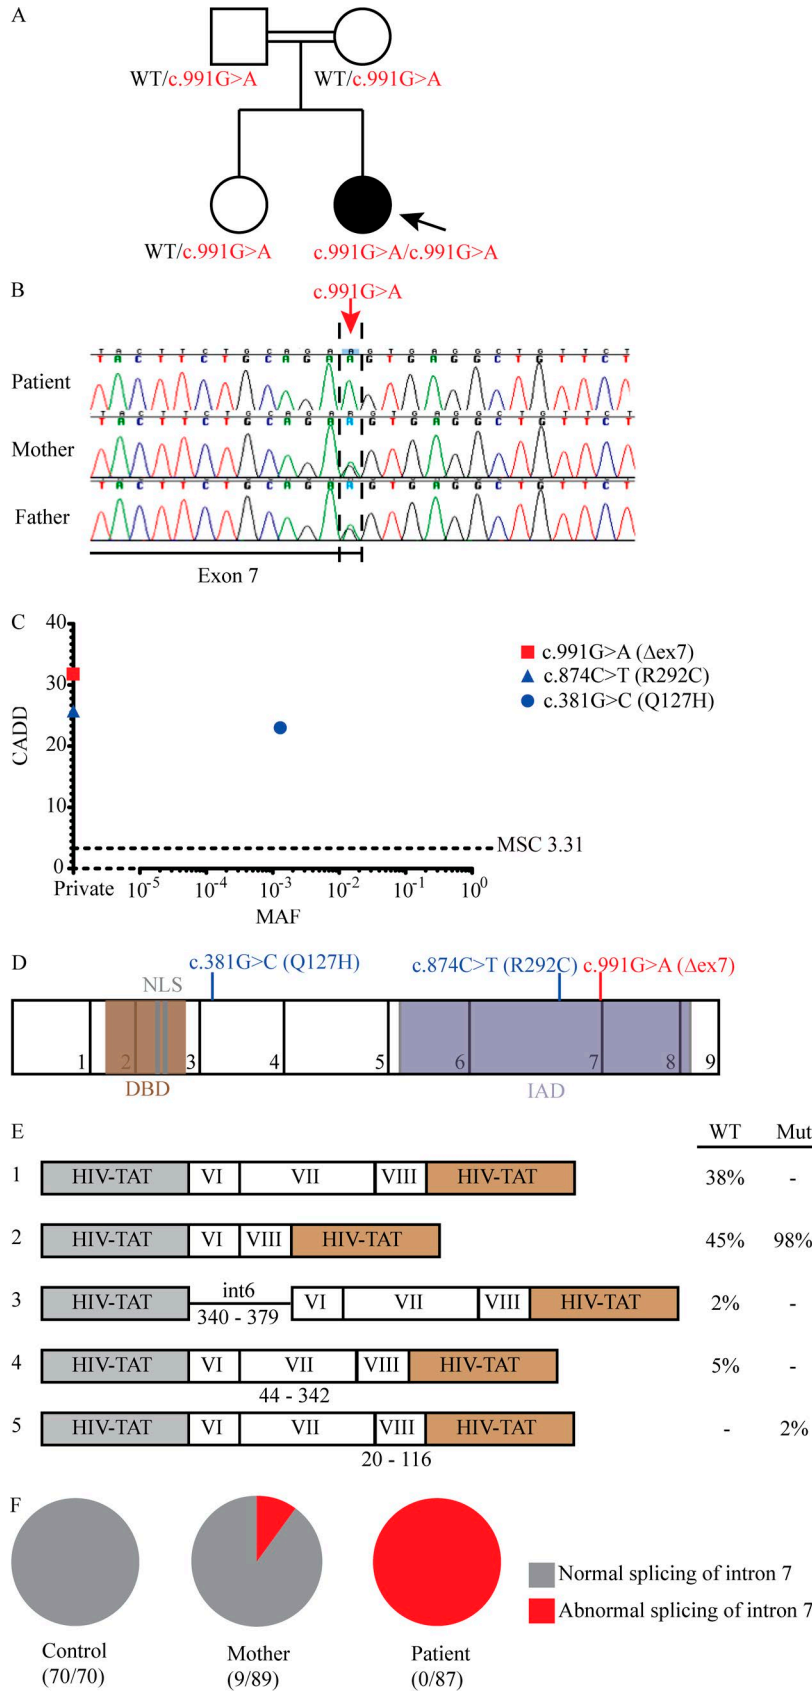 A
WT/c.991G>A WT/c.991G>A
WT/c.991G>A c.991G>A/c.991G>A
B
c.991G>A
T A C T T C T G C A G A A G T G A G G C T G T T C T
T A C T T C T G C A G A A G T G A G G C T G T T C T
Patient
T A C T T C T G C A G A A G T G A G G C T G T T C T
T A C T T C T G C A G A A G T G A G G C T G T T C T
Mother
T A C T T C T G C A G A A G T G A G G C T G T T C T
T A C T T C T G C A G A A G T G A G G C T G T T C T
Father
Exon 7
C
CADD
40
30
20
10
0
c.991G>A (Δex7)
c.874C>T (R292C)
c.381G>C (Q127H)
MSC 3.31
Private 10-5 10-4 10-3 10-2 10-1 100
MAF
D
c.381G>C (Q127H) c.874C>T (R292C) c.991G>A (Δex7)
NLS
1 2 3 4 5 6 7 8 9
DBD IAD
E
WT Mut
1 HIV-TAT VI VII VIII HIV-TAT 38% -
2 HIV-TAT VI VIII HIV-TAT 45% 98%
3 HIV-TAT int6 VI VII VIII HIV-TAT 2% -
340 - 379
4 HIV-TAT VI VII VIII HIV-TAT 5% -
44 - 342
5 HIV-TAT VI VII VIII HIV-TAT - 2%
20 - 116
F
Normal splicing of intron 7
Abnormal splicing of intron 7
Control Mother Patient
(70/70) (9/89) (0/87)